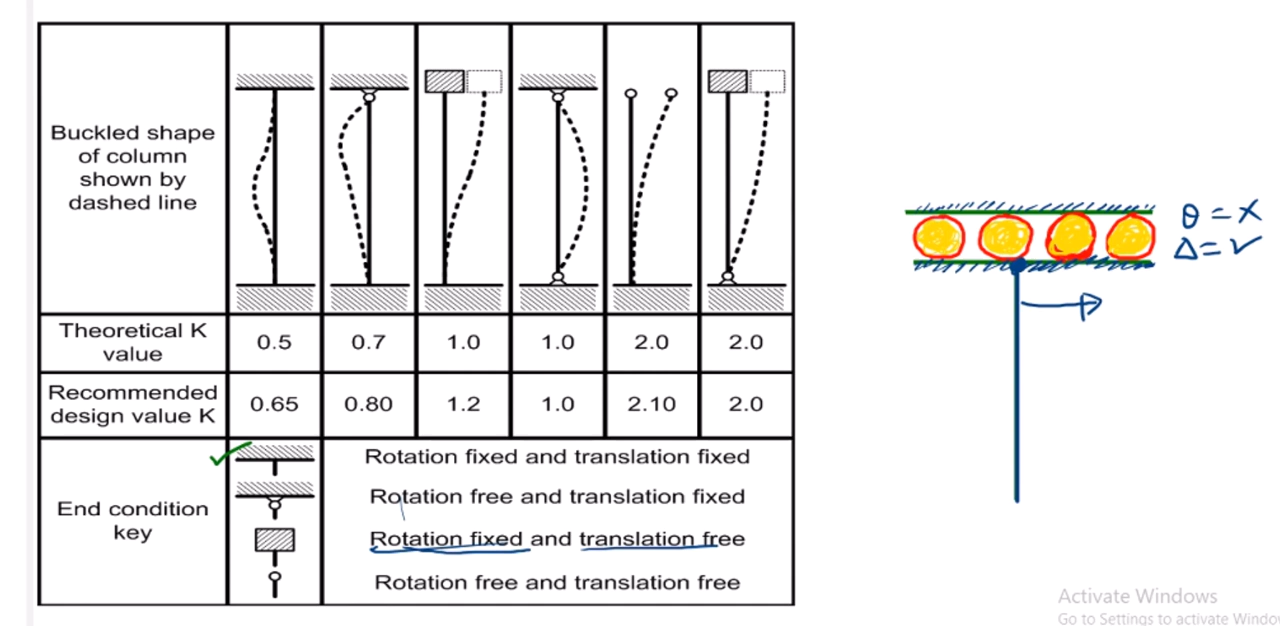 Buckled shape
of column
shown by
dashed line
Theoretical K
value
0.5 0.7 1.0 1.0 2.0 2.0
Recommended
design value K
0.65 0.80 1.2 1.0 2.10 2.0
End condition
key
Rotation fixed and translation fixed
Rotation free and translation fixed
Rotation fixed and translation free
Rotation free and translation free
θ = ×
Δ = ✓
Activate Windows
Go to Settings to activate Windo